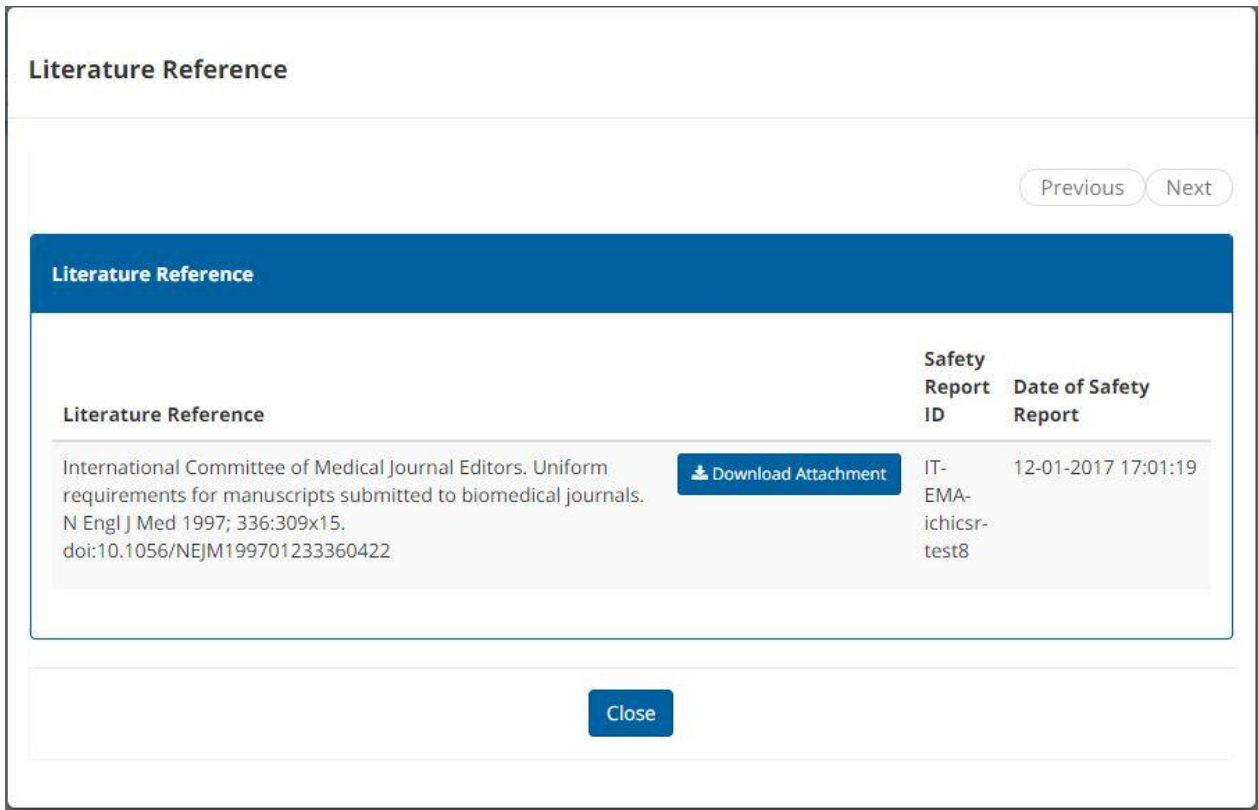 Literature Reference
Previous
Next
Literature Reference
Literature Reference
Safety
Report
ID
Date of Safety
Report
International Committee of Medical Journal Editors. Uniform
requirements for manuscripts submitted to biomedical journals.
N Engl J Med 1997; 336:309x15.
doi:10.1056/NEJM199701233360422
Download Attachment
IT-
EMA-
ichicsr-
test8
12-01-2017 17:01:19
Close